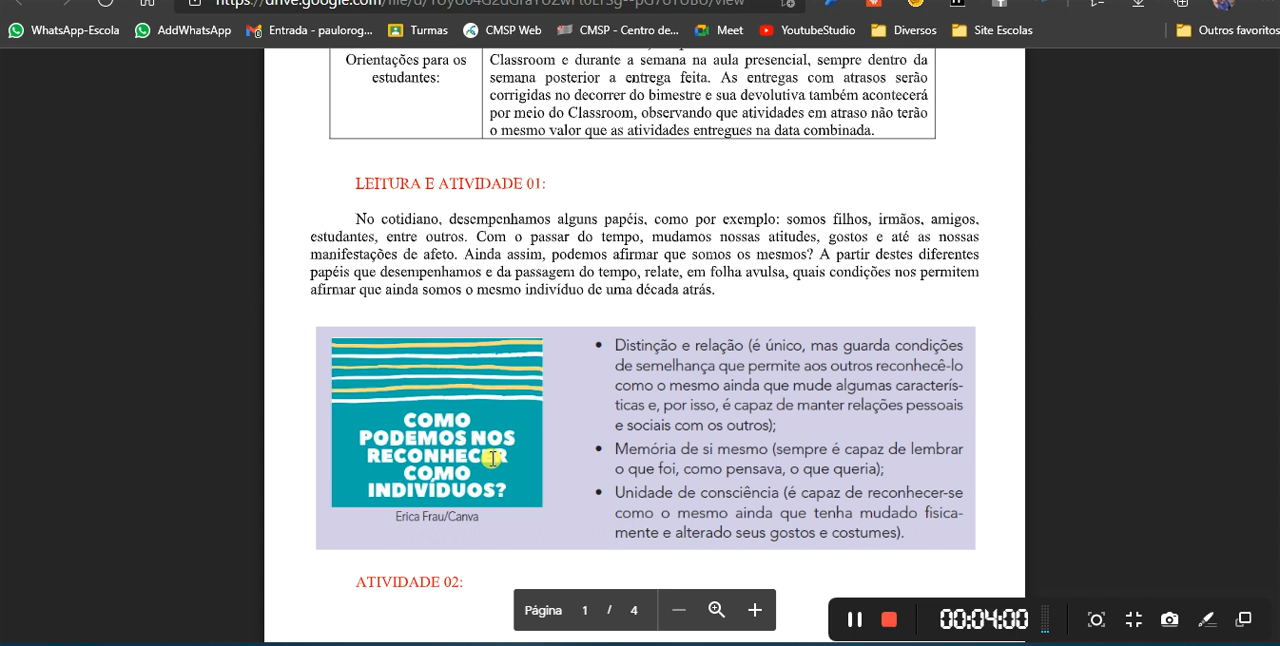 WhatsApp-Escola AddWhatsApp Entrada - paulorog... Turmas CMSP Web CMSP - Centro de... Meet YoutubeStudio Diversos Site Escolas Outros favoritos
Orientações para os
estudantes:
Classroom e durante a semana na aula presencial, sempre dentro da
semana posterior a entrega feita. As entregas com atrasos serão
corrigidas no decorrer do bimestre e sua devolutiva também acontecerá
por meio do Classroom, observando que atividades em atraso não terão
o mesmo valor que as atividades entregues na data combinada.
LEITURA E ATIVIDADE 01:
No cotidiano, desempenhamos alguns papéis, como por exemplo: somos filhos, irmãos, amigos,
estudantes, entre outros. Com o passar do tempo, mudamos nossas atitudes, gostos e até as nossas
manifestações de afeto. Ainda assim, podemos afirmar que somos os mesmos? A partir destes diferentes
papéis que desempenhamos e da passagem do tempo, relate, em folha avulsa, quais condições nos permitem
afirmar que ainda somos o mesmo indivíduo de uma década atrás.
COMO
PODEMOS NOS
RECONHECER
COMO
INDIVÍDUOS?
Erica Frau/Canva
• Distinção e relação (é único, mas guarda condições
de semelhança que permite aos outros reconhecê-lo
como o mesmo ainda que mude algumas caracterís-
ticas e, por isso, é capaz de manter relações pessoais
e sociais com os outros);
• Memória de si mesmo (sempre é capaz de lembrar
o que foi, como pensava, o que queria);
• Unidade de consciência (é capaz de reconhecer-se
como o mesmo ainda que tenha mudado fisica-
mente e alterado seus gostos e costumes).
ATIVIDADE 02:
Página 1 / 4
00:04:00